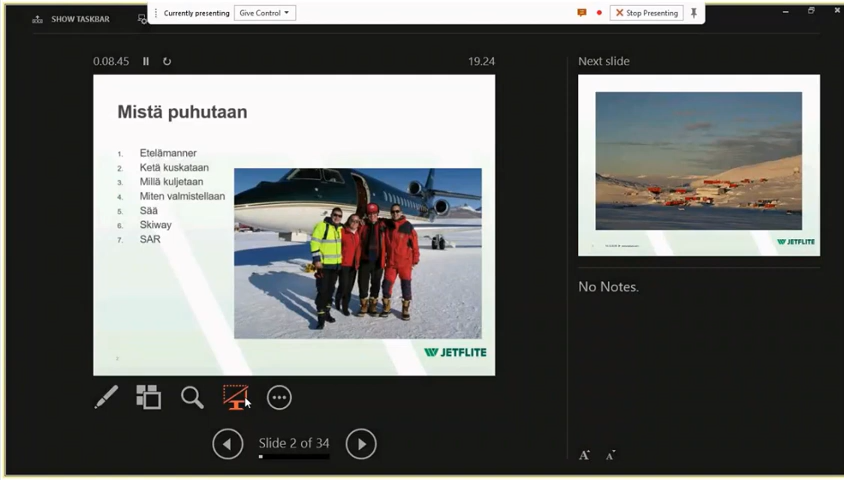 SHOW TASKBAR
Currently presenting
Give Control
Stop Presenting
0.08.45
19.24
Mistä puhutaan
1. Etelämanner
2. Ketä kuskataan
3. Millä kuljetaan
4. Miten valmistellaan
5. Sää
6. Skiway
7. SAR
JETFLITE
Slide 2 of 34
Next slide
JETFLITE
No Notes.
A A